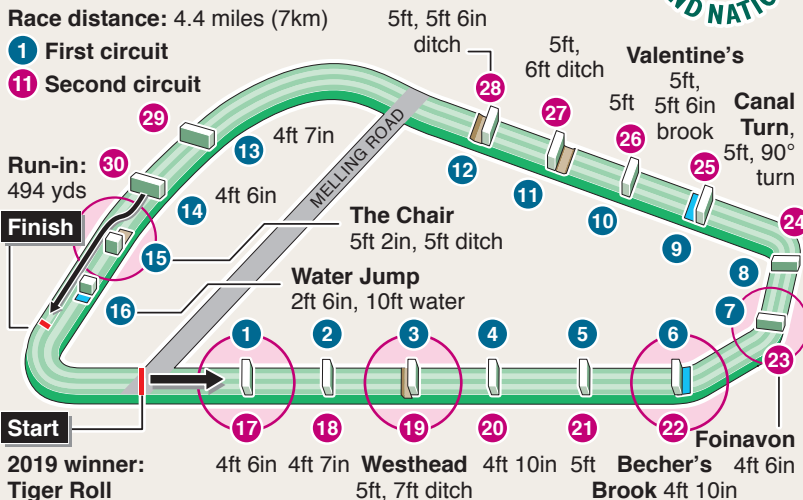 ND NATIO
Race distance: 4.4 miles (7km)
1 First circuit
11 Second circuit
5ft, 5ft 6in
ditch
5ft,
6ft ditch
Valentine's
5ft,
5ft 6in
brook
5ft
Canal
Turn,
5ft, 90°
turn
28
27
26
25
24
29
30
13
4ft 7in
14
4ft 6in
12
11
10
9
8
7
23
MELLING ROAD
Run-in:
494 yds
Finish
15
The Chair
5ft 2in, 5ft ditch
16
Water Jump
2ft 6in, 10ft water
1
2
3
4
5
6
17
18
19
20
21
22
Start
4ft 6in
4ft 7in
Westhead
5ft, 7ft ditch
4ft 10in
5ft
Becher's
Brook 4ft 10in
Foinavon
4ft 6in
2019 winner:
Tiger Roll